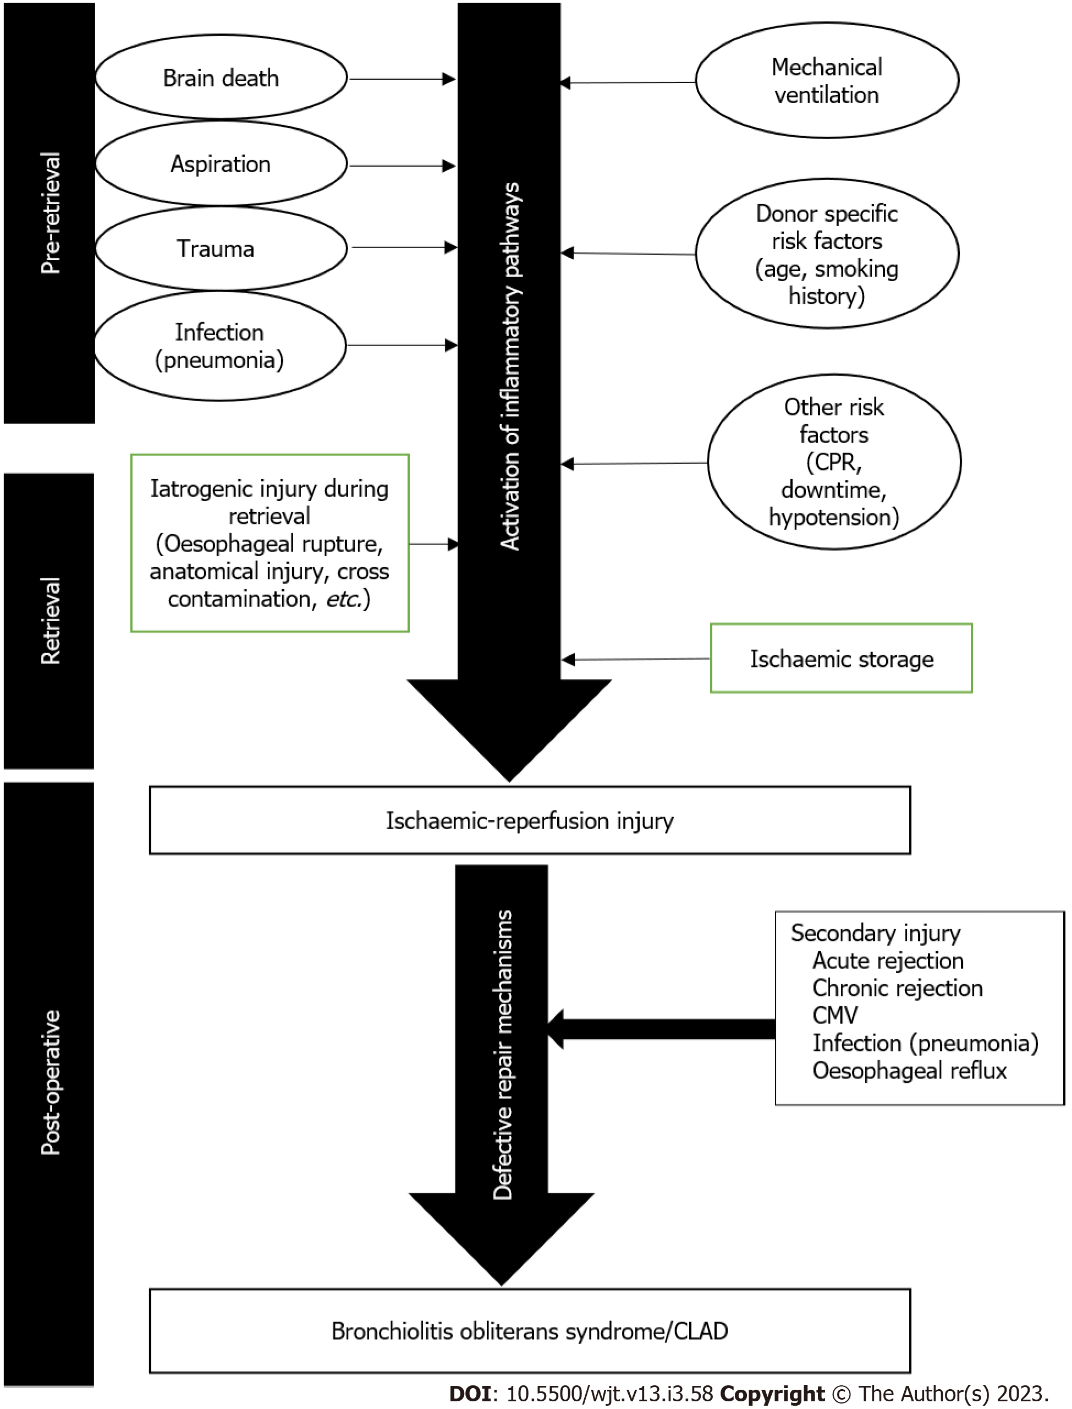 Pre-retrieval
Brain death
Aspiration
Trauma
Infection
(pneumonia)
Activation of inflammatory pathways
Mechanical
ventilation
Donor specific
risk factors
(age, smoking
history)
Other risk
factors
(CPR,
downtime,
hypotension)
Retrieval
Iatrogenic injury during
retrieval
(Oesophageal rupture,
anatomical injury, cross
contamination, etc.)
Ischaemic storage
Post-operative
Ischaemic-reperfusion injury
Defective repair mechanisms
Secondary injury
Acute rejection
Chronic rejection
CMV
Infection (pneumonia)
Oesophageal reflux
Bronchiolitis obliterans syndrome/CLAD
DOI: 10.5500/wjt.v13.i3.58 Copyright © The Author(s) 2023.